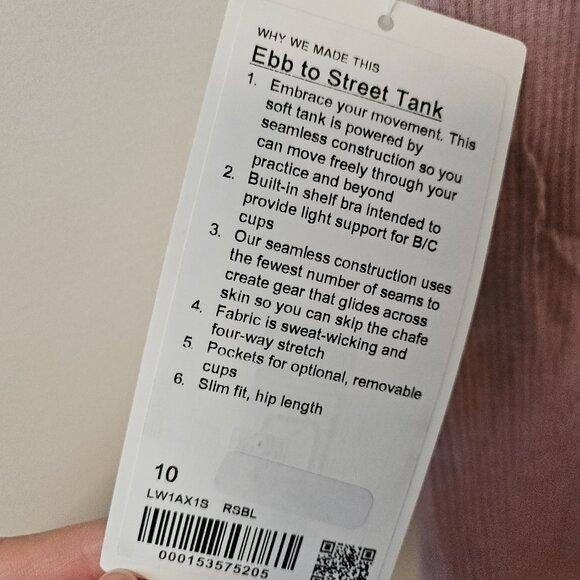 WHY WE MADE THIS
Ebb to Street Tank
1. Embrace your movement. This
soft tank is powered by
seamless construction so you
can move freely through your
practice and beyond
2. Built-in shelf bra intended to
provide light support for B/C
cups
3. Our seamless construction uses
the fewest number of seams to
create gear that glides across
skin so you can skip the chafe
4. Fabric is sweat-wicking and
four-way stretch
5. Pockets for optional, removable
cups
6. Slim fit, hip length
10
LW1AX1S RSBL
000153575205